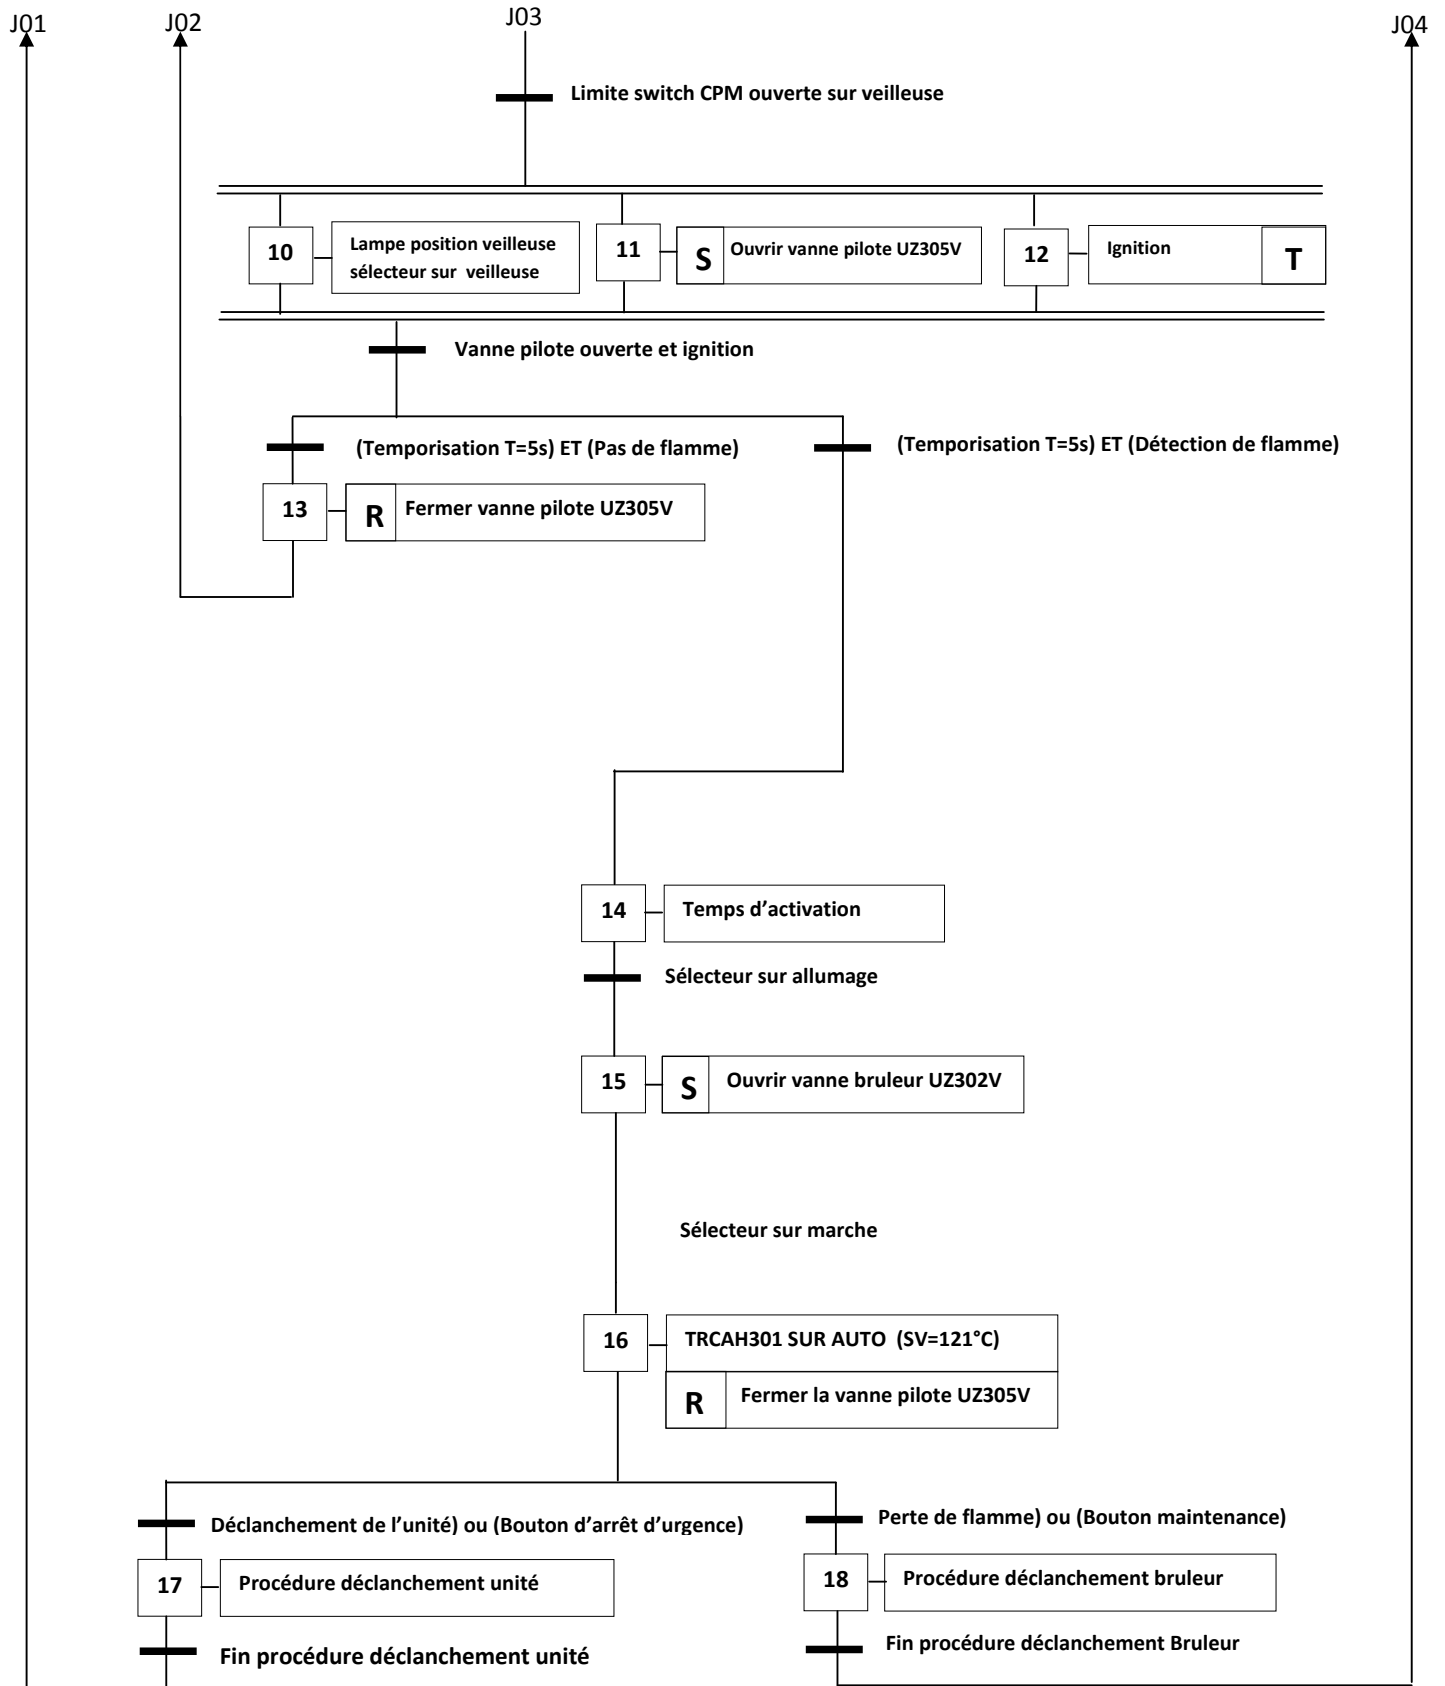 J01
J02
J03
J04
Limite switch CPM ouverte sur veilleuse
10
Lampe position veilleuse
sélecteur sur veilleuse
11
S
Ouvrir vanne pilote UZ305V
12
Ignition
T
Vanne pilote ouverte et ignition
(Temporisation T=5s) ET (Pas de flamme)
(Temporisation T=5s) ET (Détection de flamme)
13
R
Fermer vanne pilote UZ305V
14
Temps d’activation
Sélecteur sur allumage
15
S
Ouvrir vanne bruleur UZ302V
Sélecteur sur marche
16
TRCAH301 SUR AUTO (SV=121°C)
R
Fermer la vanne pilote UZ305V
Déclanchement de l’unité) ou (Bouton d’arrêt d’urgence)
Perte de flamme) ou (Bouton maintenance)
17
Procédure déclanchement unité
18
Procédure déclanchement bruleur
Fin procédure déclanchement unité
Fin procédure déclanchement Bruleur